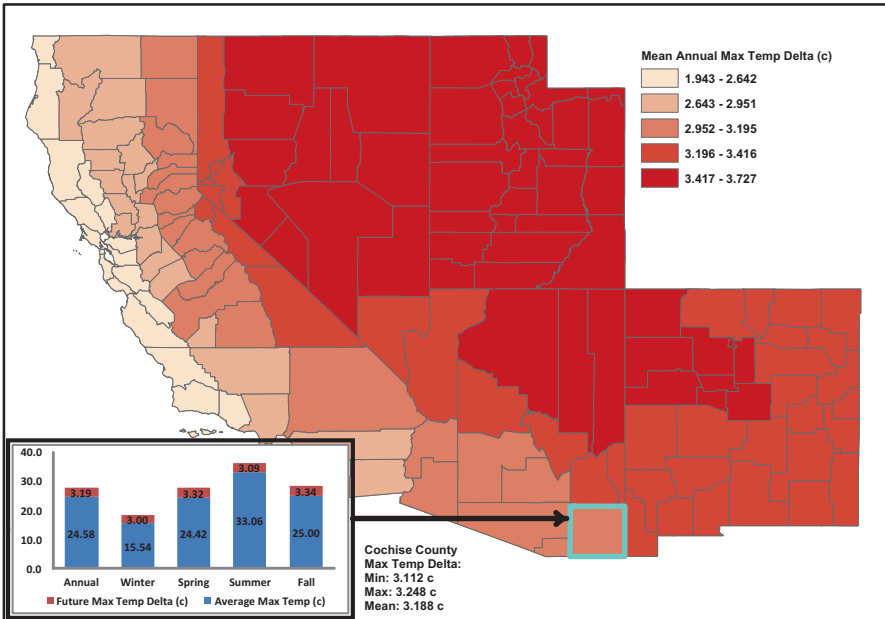 Mean Annual Max Temp Delta (c)
1.943 - 2.642
2.643 - 2.951
2.952 - 3.195
3.196 - 3.416
3.417 - 3.727
40.0
30.0
20.0
10.0
0.0
3.19
3.00
3.32
3.09
3.34
24.58
15.54
24.42
33.06
25.00
Annual Winter Spring Summer Fall
Future Max Temp Delta (c) Average Max Temp (c)
Cochise County
Max Temp Delta:
Min: 3.112 c
Max: 3.248 c
Mean: 3.188 c